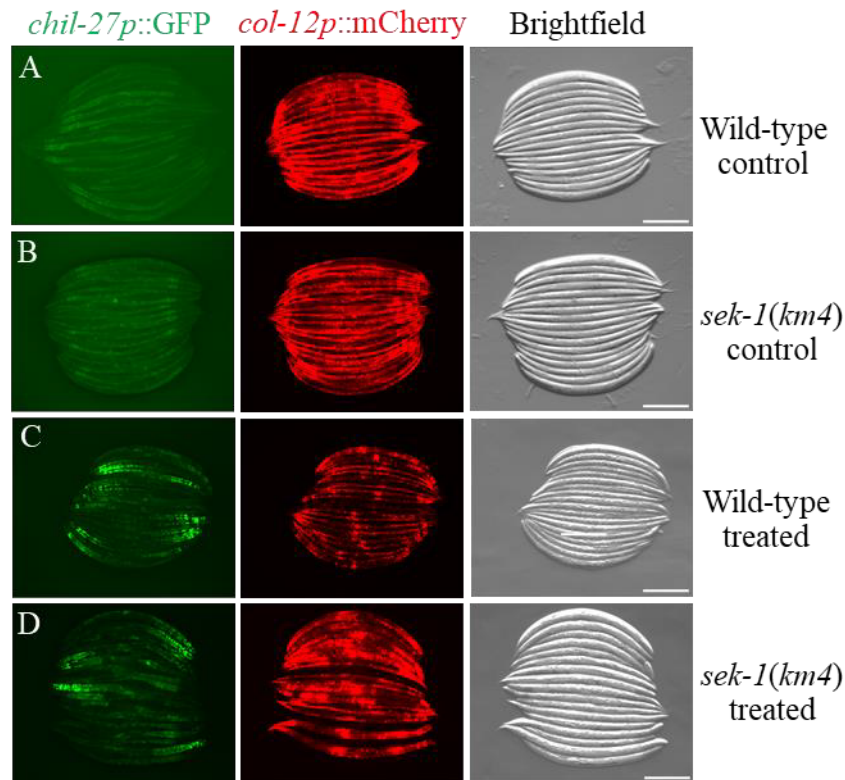 chil-27p::GFP col-12p::mCherry Brightfield
A
Wild-type
control
B
sek-1(km4)
control
C
Wild-type
treated
D
sek-1(km4)
treated